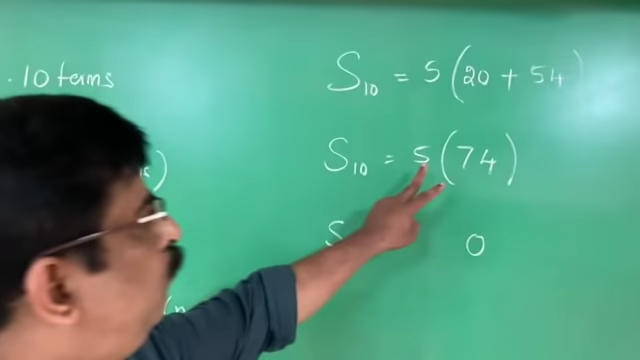 . 10 terms
S10 = 5(20 + 54)
S10 = 5(74)
S 0